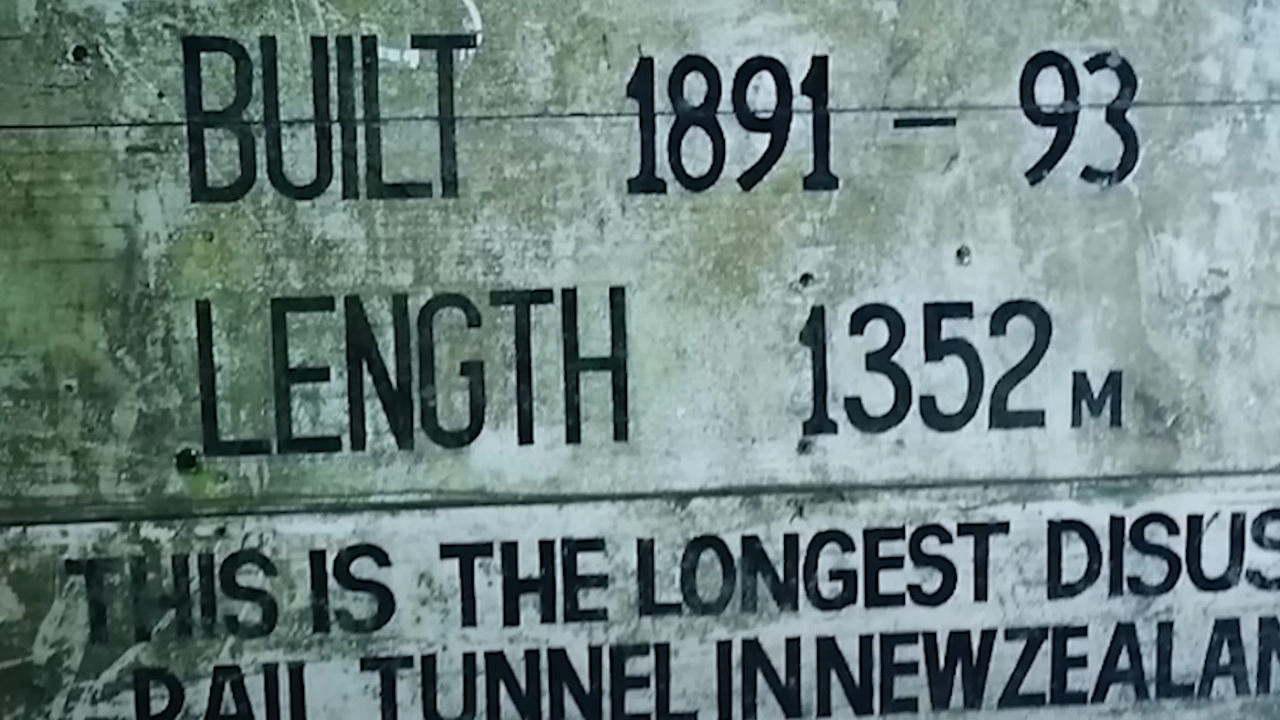 BUILT 1891 - 93
LENGTH 1352 M
THIS IS THE LONGEST DISUS
RAIL TUNNEL IN NEW ZEALAN